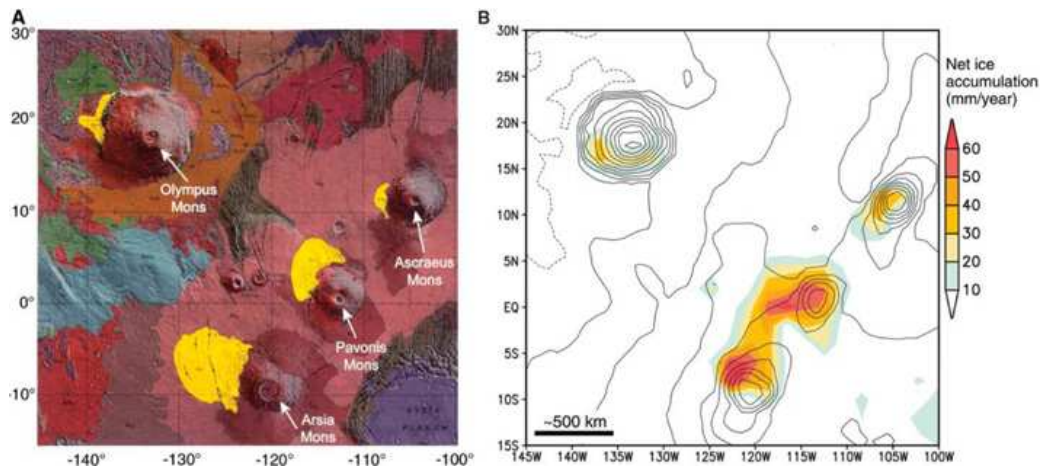 A
30°
20°
10°
0°
-10°
-140°
-130°
-120°
-110°
-100°
Olympus
Mons
Ascraeus
Mons
Pavonis
Mons
Arsia
Mons
B
30N
25N
20N
15N
10N
5N
EQ
5S
10S
15S
145W
140W
135W
130W
125W
120W
115W
110W
105W
100W
~500 km
Net ice
accumulation
(mm/year)
60
50
40
30
20
10